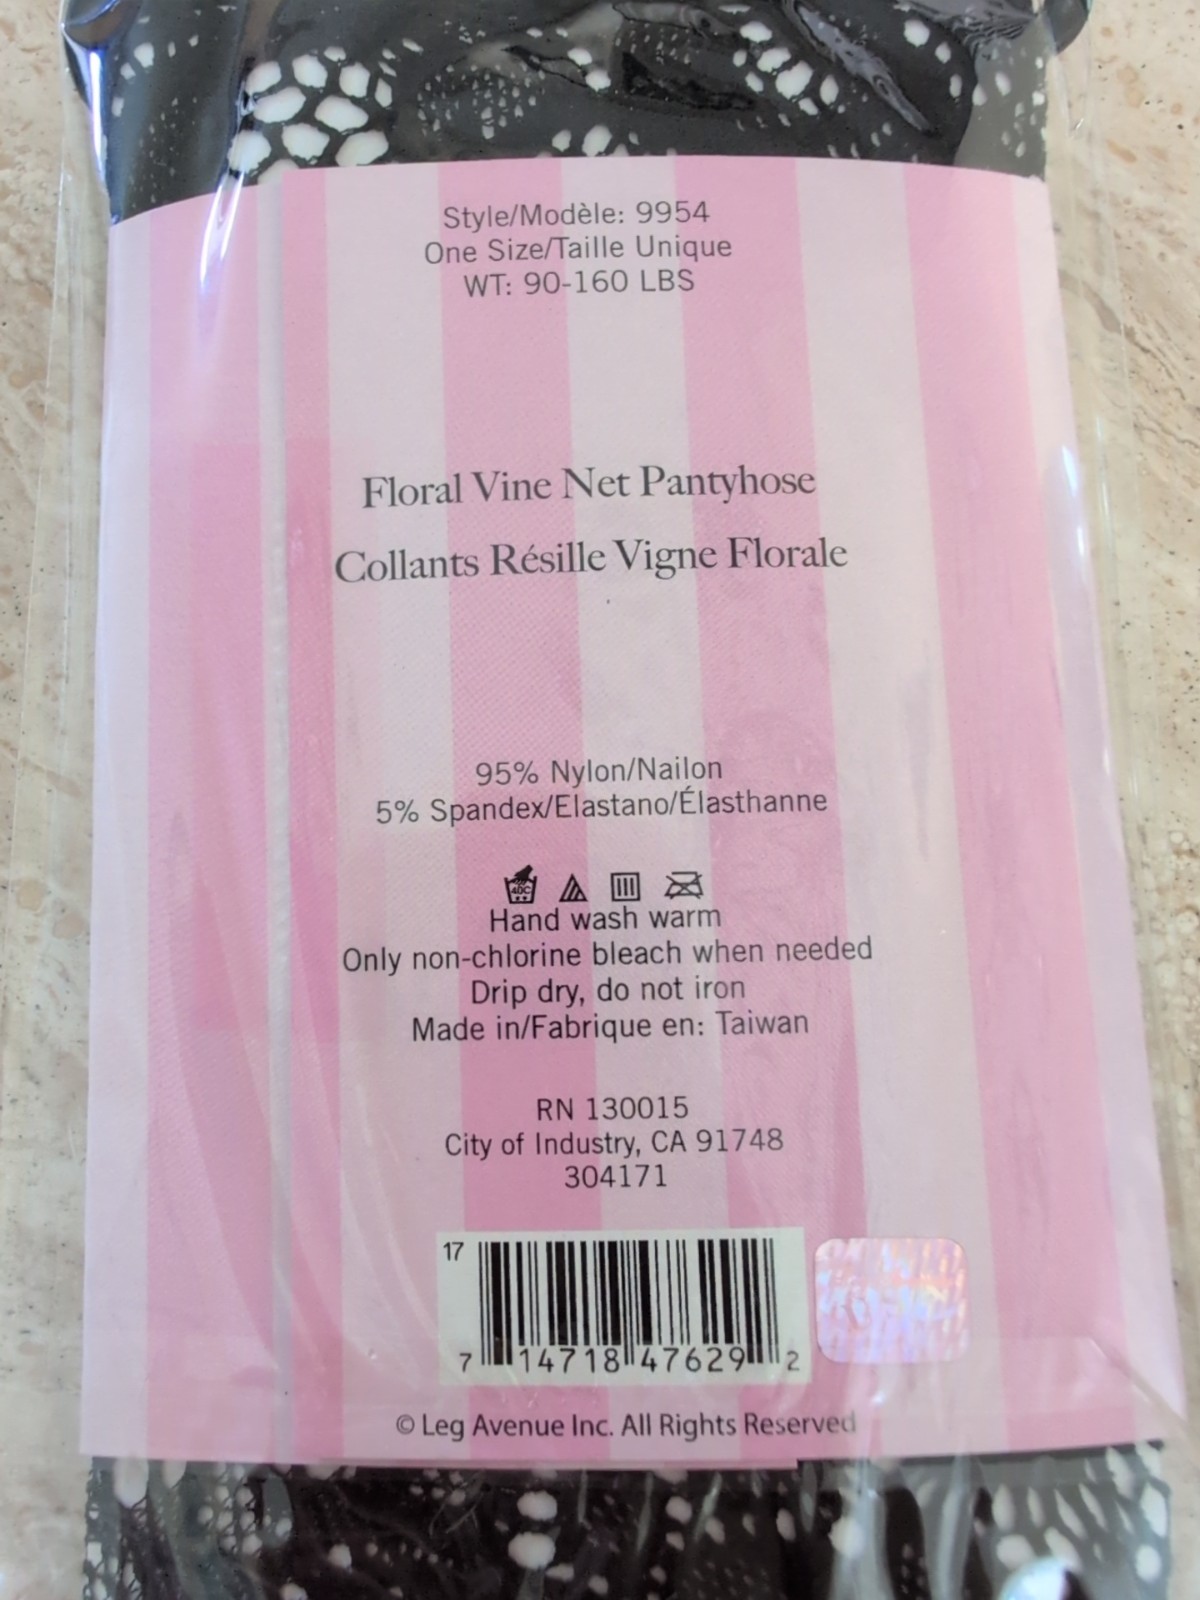 Style/Modèle: 9954
One Size/Taille Unique
WT: 90-160 LBS
Floral Vine Net Pantyhose
Collants Résille Vigne Florale
95% Nylon/Nailon
5% Spandex/Elastano/Élasthanne
40C
Hand wash warm
Only non-chlorine bleach when needed
Drip dry, do not iron
Made in/Fabrique en: Taiwan
RN 130015
City of Industry, CA 91748
304171
17
7 14718 47629 2
© Leg Avenue Inc. All Rights Reserved